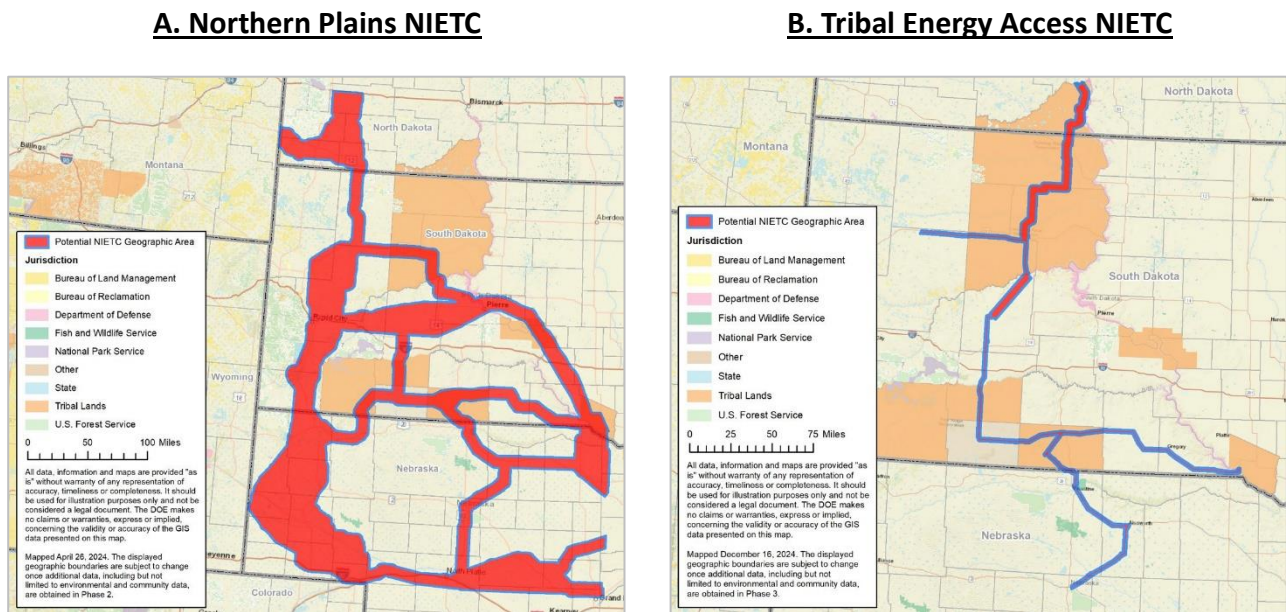 A. Northern Plains NIETC
Bismarck
North Dakota
Billings
Montana
Aberdeen
South Dakota
Pierre
Rapid City
Wyoming
Nebraska
North Platte
Colorado
Kearney
Potential NIETC Geographic Area
Jurisdiction
Bureau of Land Management
Bureau of Reclamation
Department of Defense
Fish and Wildlife Service
National Park Service
Other
State
Tribal Lands
U.S. Forest Service
0 50 100 Miles
All data, information and maps are provided "as
is" without warranty of any representation of
accuracy, timeliness or completeness. It should
be used for illustration purposes only and not be
considered a legal document. The DOE makes
no claims or warranties, express or implied,
concerning the validity or accuracy of the GIS
data presented on this map.
Mapped April 26, 2024. The displayed
geographic boundaries are subject to change
once additional data, including but not
limited to environmental and community data,
are obtained in Phase 2.
B. Tribal Energy Access NIETC
North Dakota
Montana
South Dakota
Pierre
Gregory
Nebraska
Potential NIETC Geographic Area
Jurisdiction
Bureau of Land Management
Bureau of Reclamation
Department of Defense
Fish and Wildlife Service
National Park Service
Other
State
Tribal Lands
U.S. Forest Service
0 25 50 75 Miles
All data, information and maps are provided "as
is" without warranty of any representation of
accuracy, timeliness or completeness. It should
be used for illustration purposes only and not be
considered a legal document. The DOE makes
no claims or warranties, express or implied,
concerning the validity or accuracy of the GIS
data presented on this map.
Mapped December 16, 2024. The displayed
geographic boundaries are subject to change
once additional data, including but not
limited to environmental and community data,
are obtained in Phase 3.